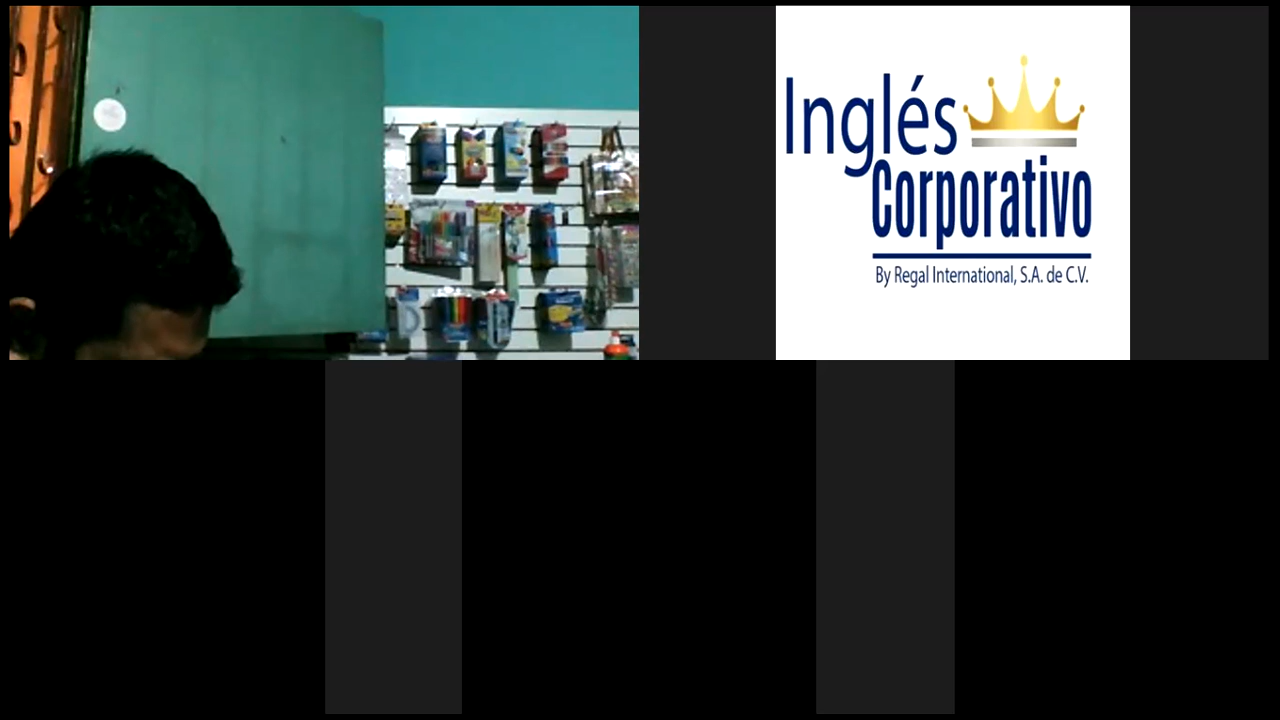 Inglés
Corporativo
By Regal International, S.A. de C.V.